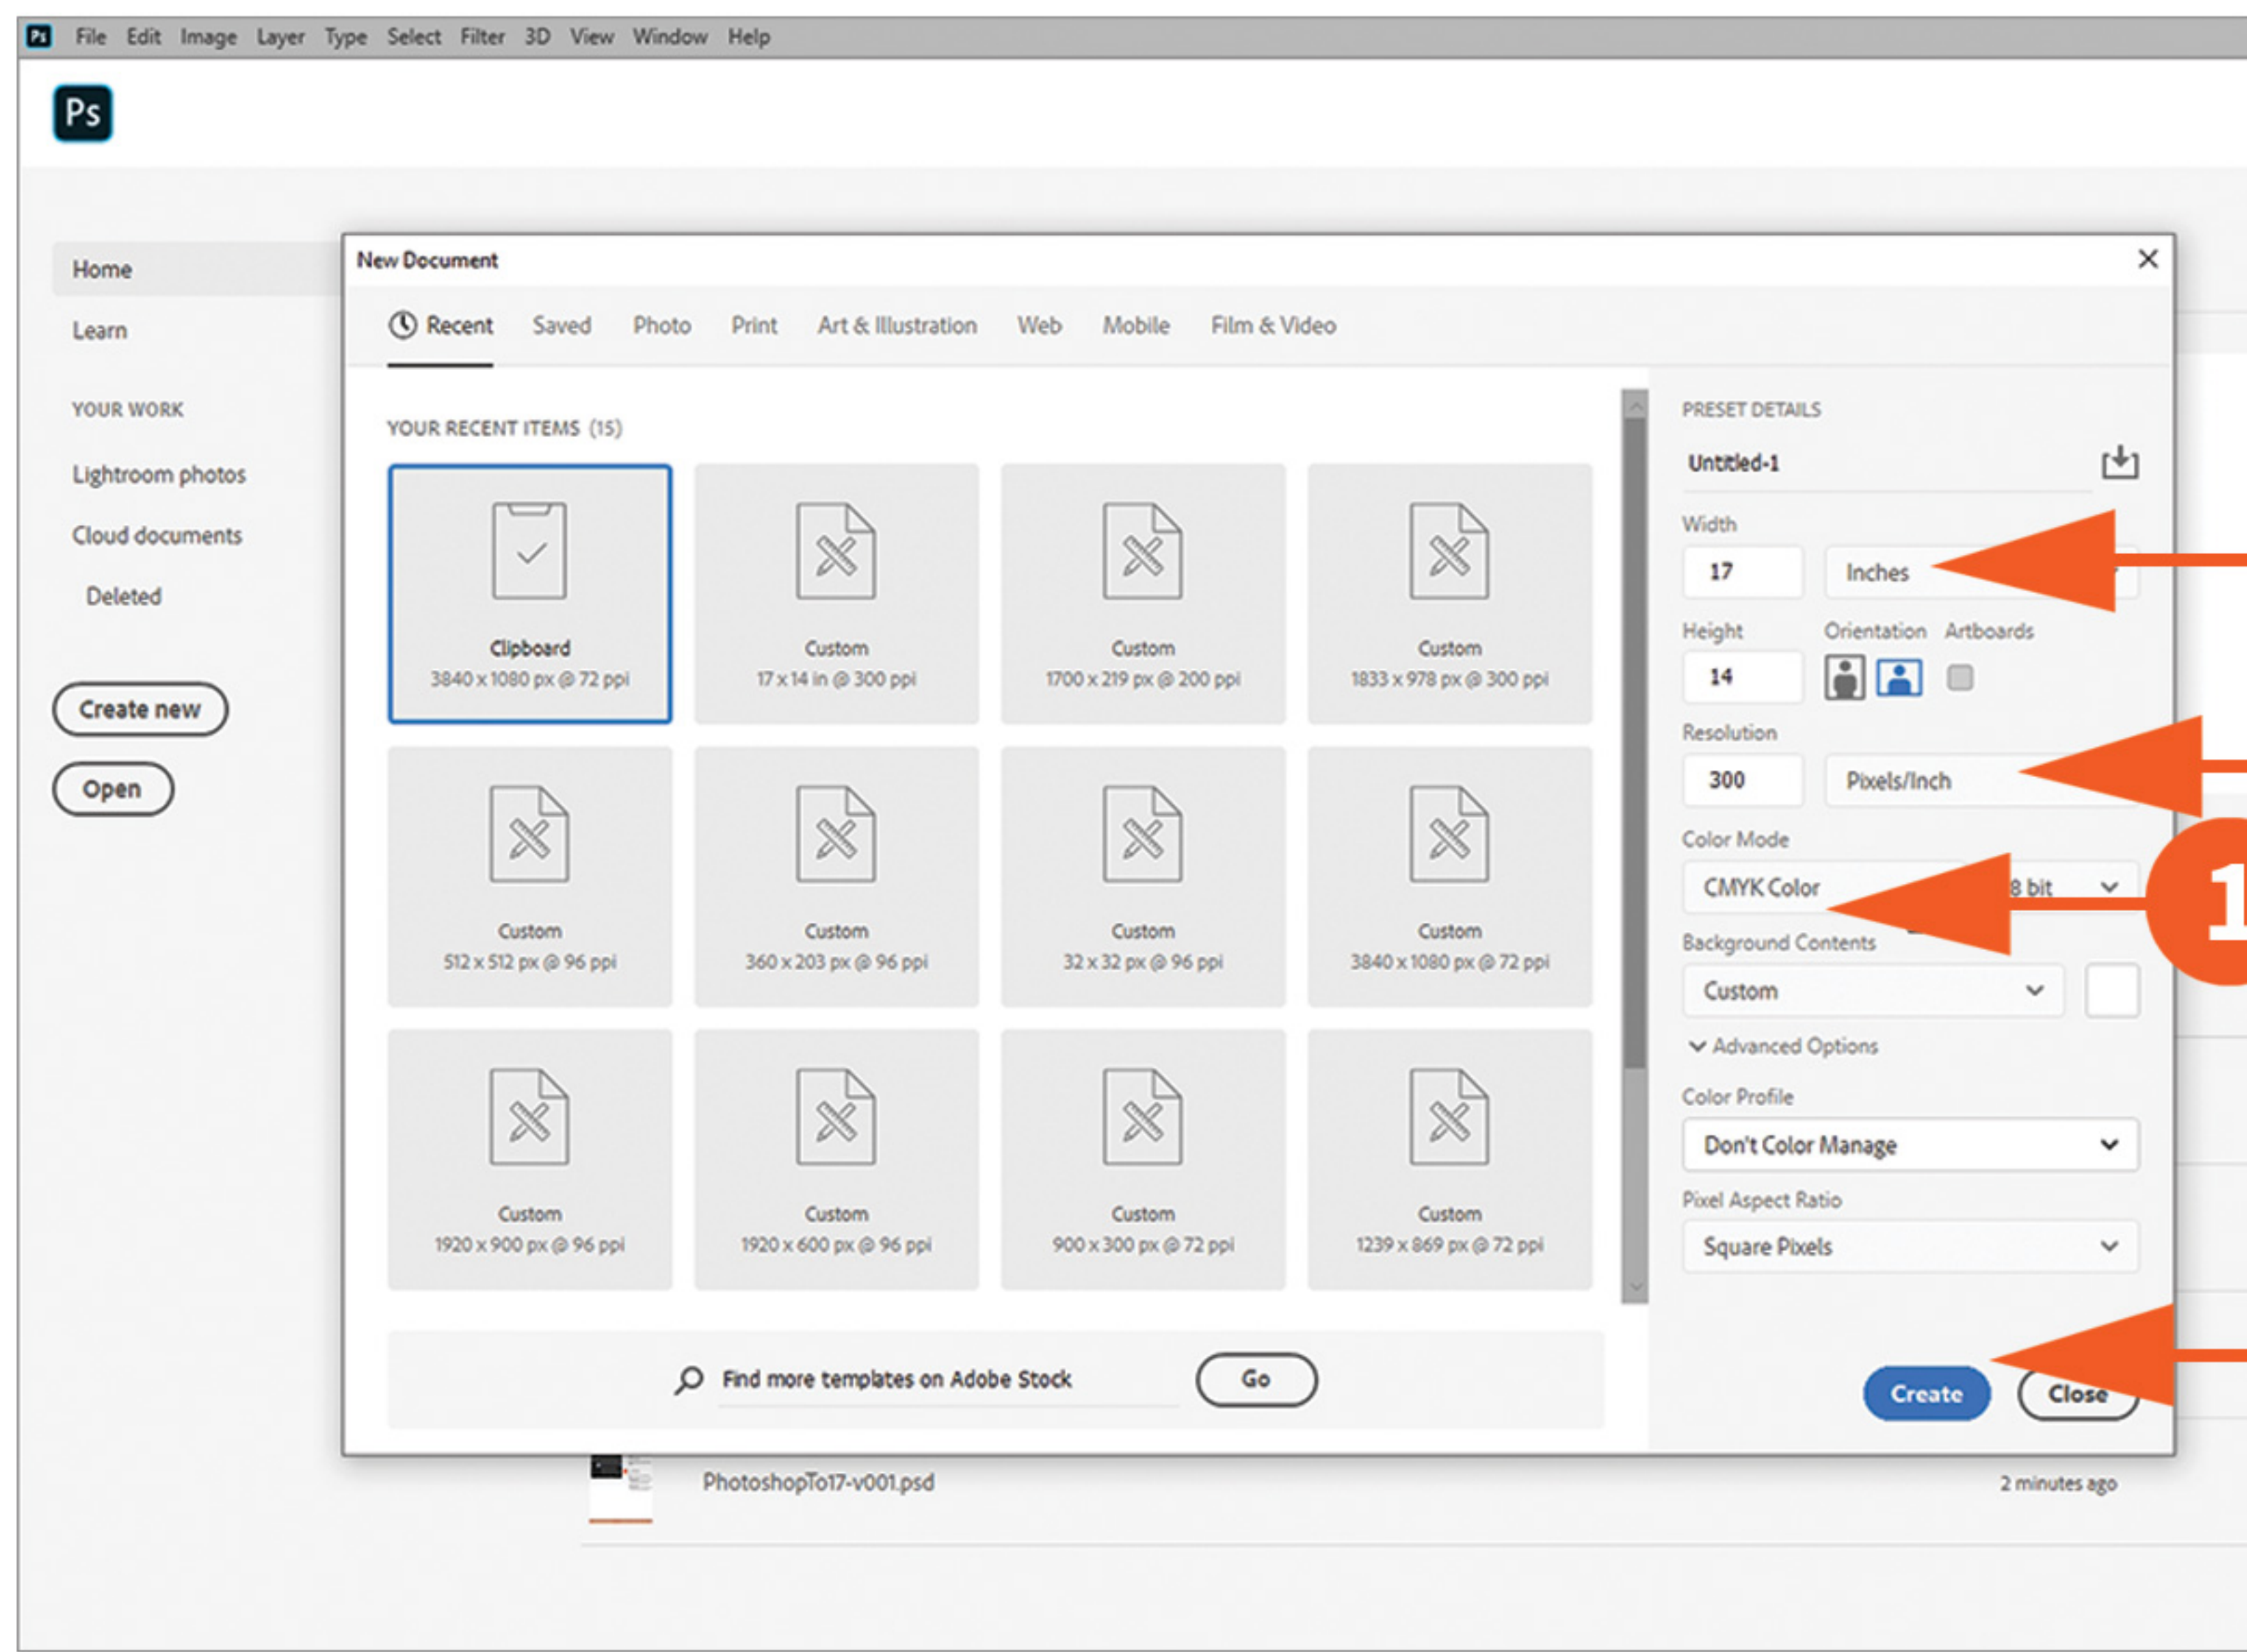 Ps File Edit Image Layer Type Select Filter 3D View Window Help
Ps
Home
Learn
YOUR WORK
Lightroom photos
Cloud documents
Deleted
Create new
Open
New Document
Recent Saved Photo Print Art & Illustration Web Mobile Film & Video
YOUR RECENT ITEMS (15)
Clipboard
3840 x 1080 px @ 72 ppi
Custom
17 x 14 in @ 300 ppi
Custom
1700 x 219 px @ 200 ppi
Custom
1833 x 978 px @ 300 ppi
Custom
512 x 512 px @ 96 ppi
Custom
360 x 203 px @ 96 ppi
Custom
32 x 32 px @ 96 ppi
Custom
3840 x 1080 px @ 72 ppi
Custom
1920 x 900 px @ 96 ppi
Custom
1920 x 600 px @ 96 ppi
Custom
900 x 300 px @ 72 ppi
Custom
1239 x 869 px @ 72 ppi
Find more templates on Adobe Stock Go
PRESET DETAILS
Untitled-1
Width
17 Inches
Height Orientation Artboards
14
Resolution
300 Pixels/Inch
Color Mode
CMYK Color 8 bit
1
Background Contents
Custom
Advanced Options
Color Profile
Don't Color Manage
Pixel Aspect Ratio
Square Pixels
Create Close
PhotoshopTo17-v001.psd 2 minutes ago